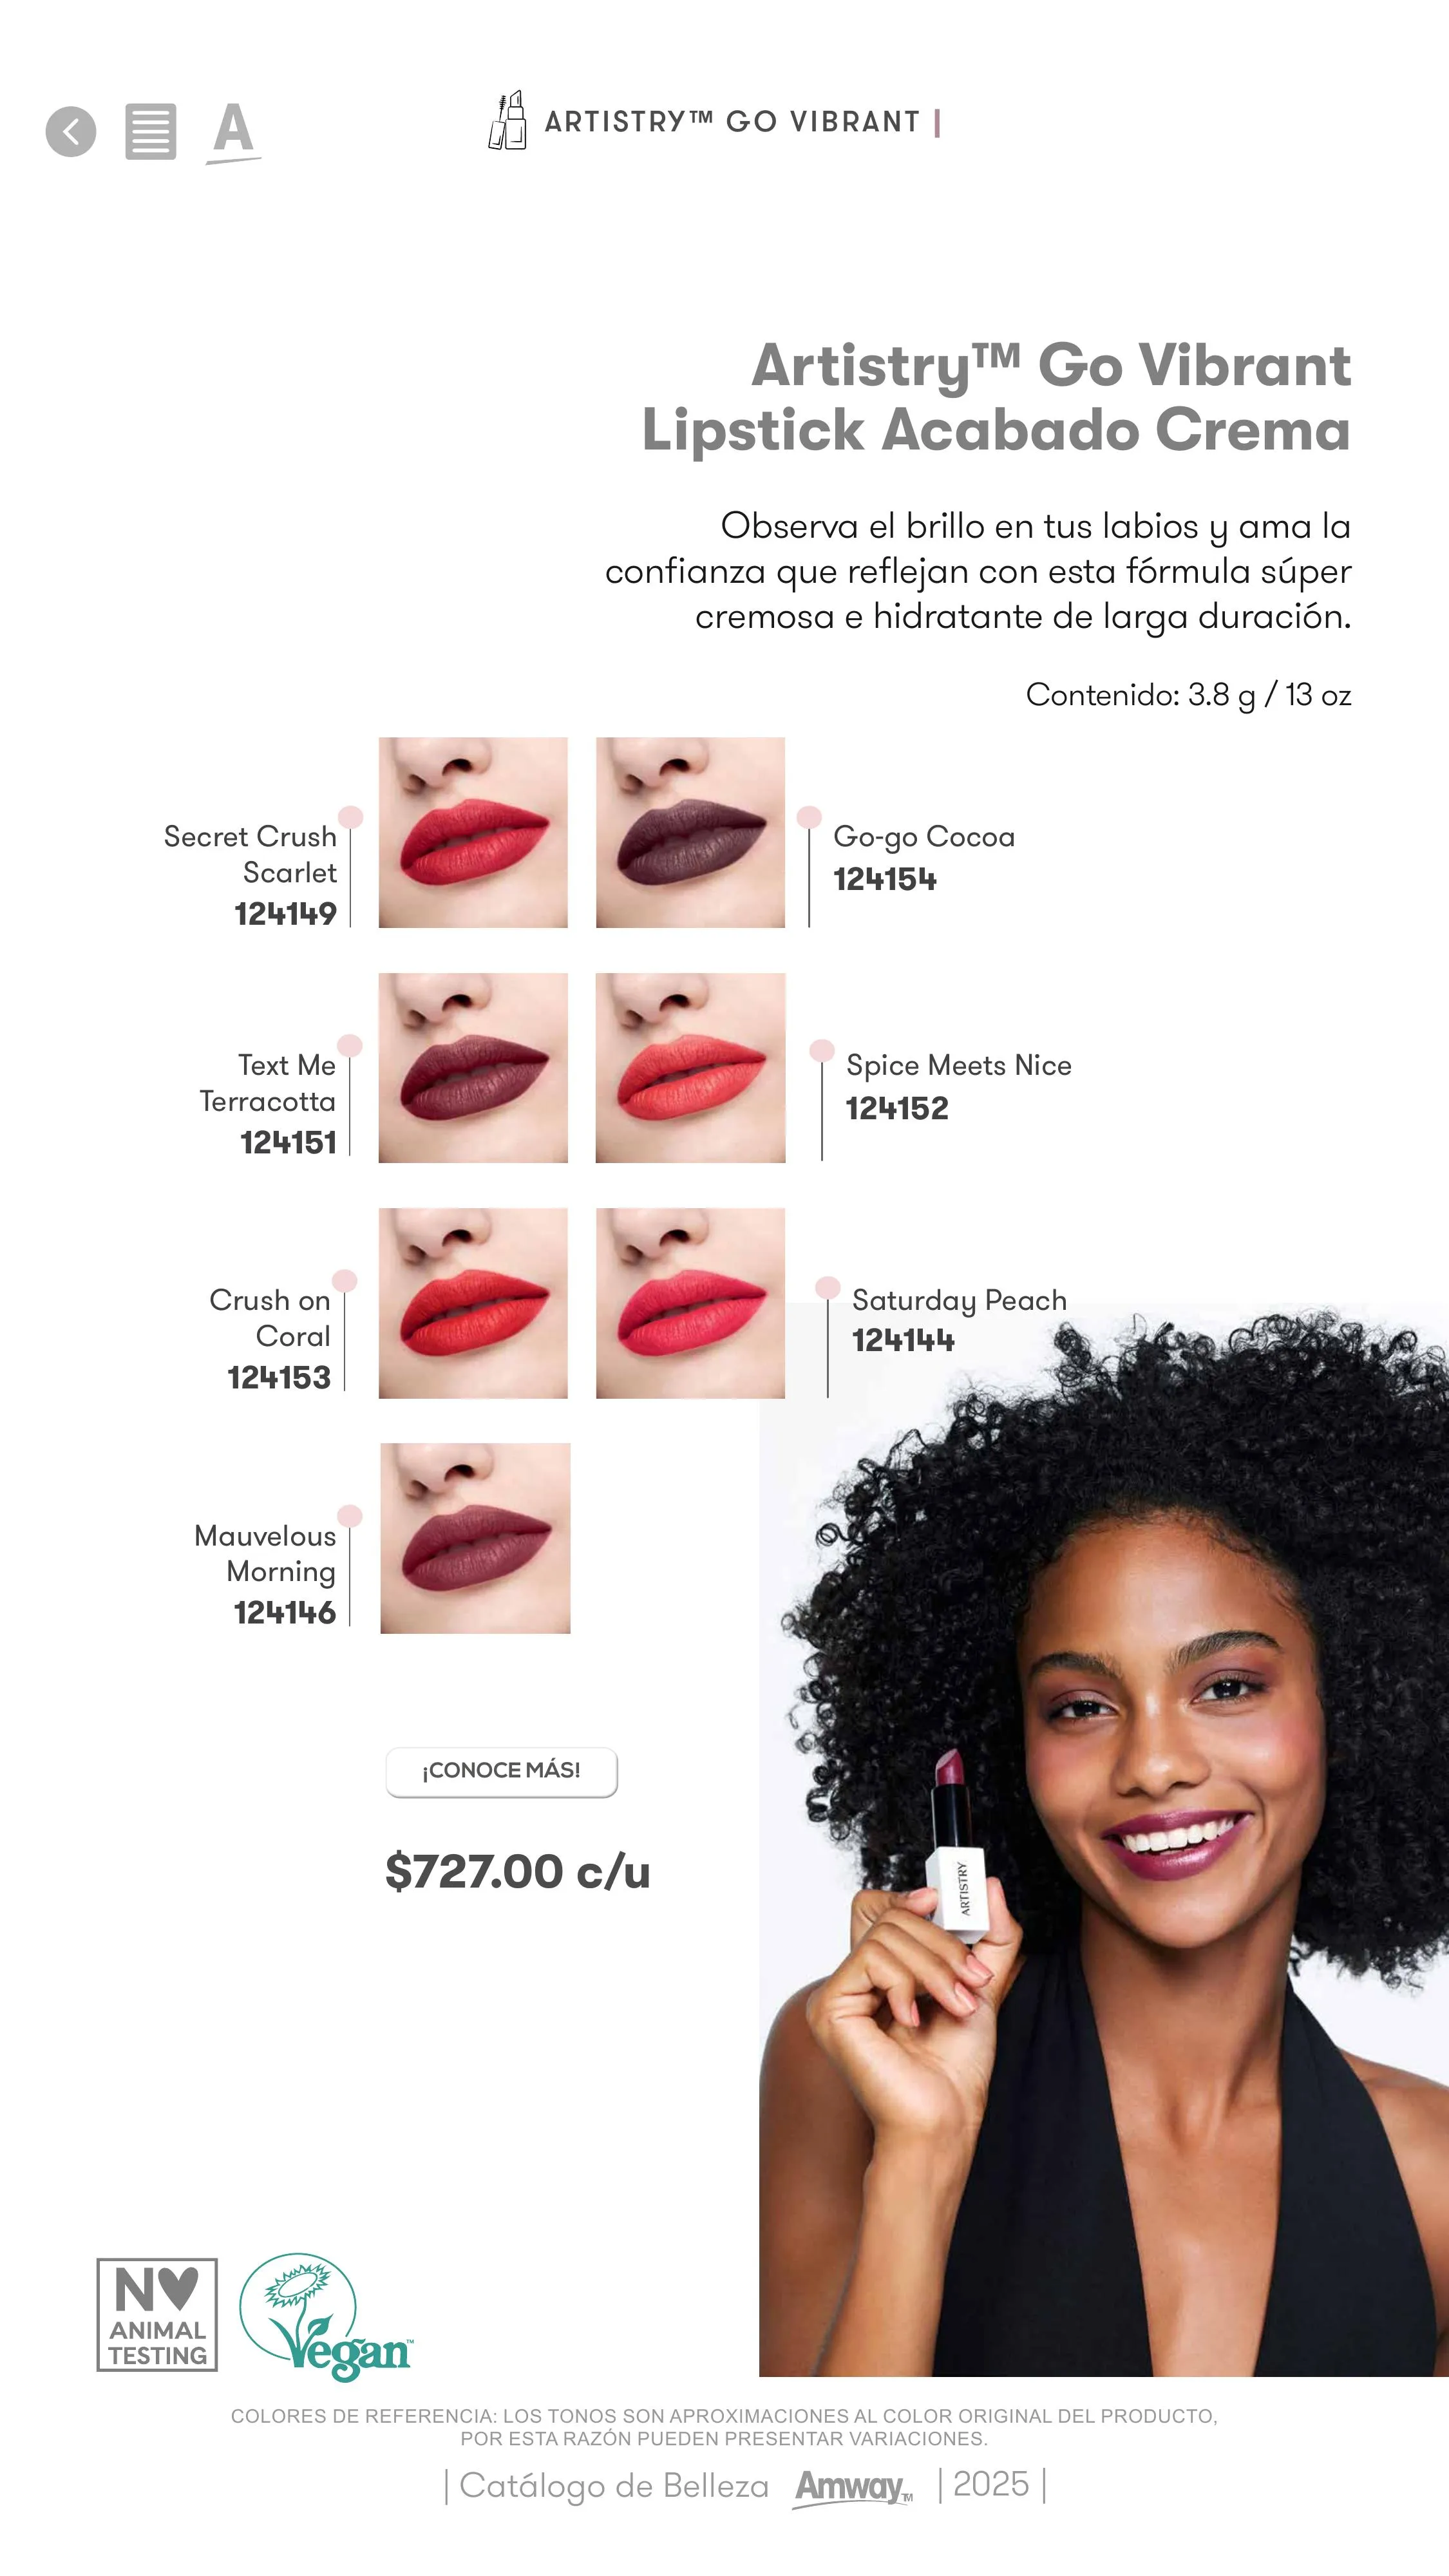 A
ARTISTRY™ GO VIBRANT |
Artistry™ Go Vibrant
Lipstick Acabado Crema
Observa el brillo en tus labios y ama la
confianza que reflejan con esta fórmula súper
cremosa e hidratante de larga duración.
Contenido: 3.8 g / 13 oz
Secret Crush
Scarlet
124149
Go-go Cocoa
124154
Text Me
Terracotta
124151
Spice Meets Nice
124152
Crush on
Coral
124153
Saturday Peach
124144
Mauvelous
Morning
124146
¡CONOCE MÁS!
$727.00 c/u
ARTISTRY
N♥
ANIMAL
TESTING
Vegan™
COLORES DE REFERENCIA: LOS TONOS SON APROXIMACIONES AL COLOR ORIGINAL DEL PRODUCTO,
POR ESTA RAZÓN PUEDEN PRESENTAR VARIACIONES.
| Catálogo de Belleza Amway™ | 2025 |